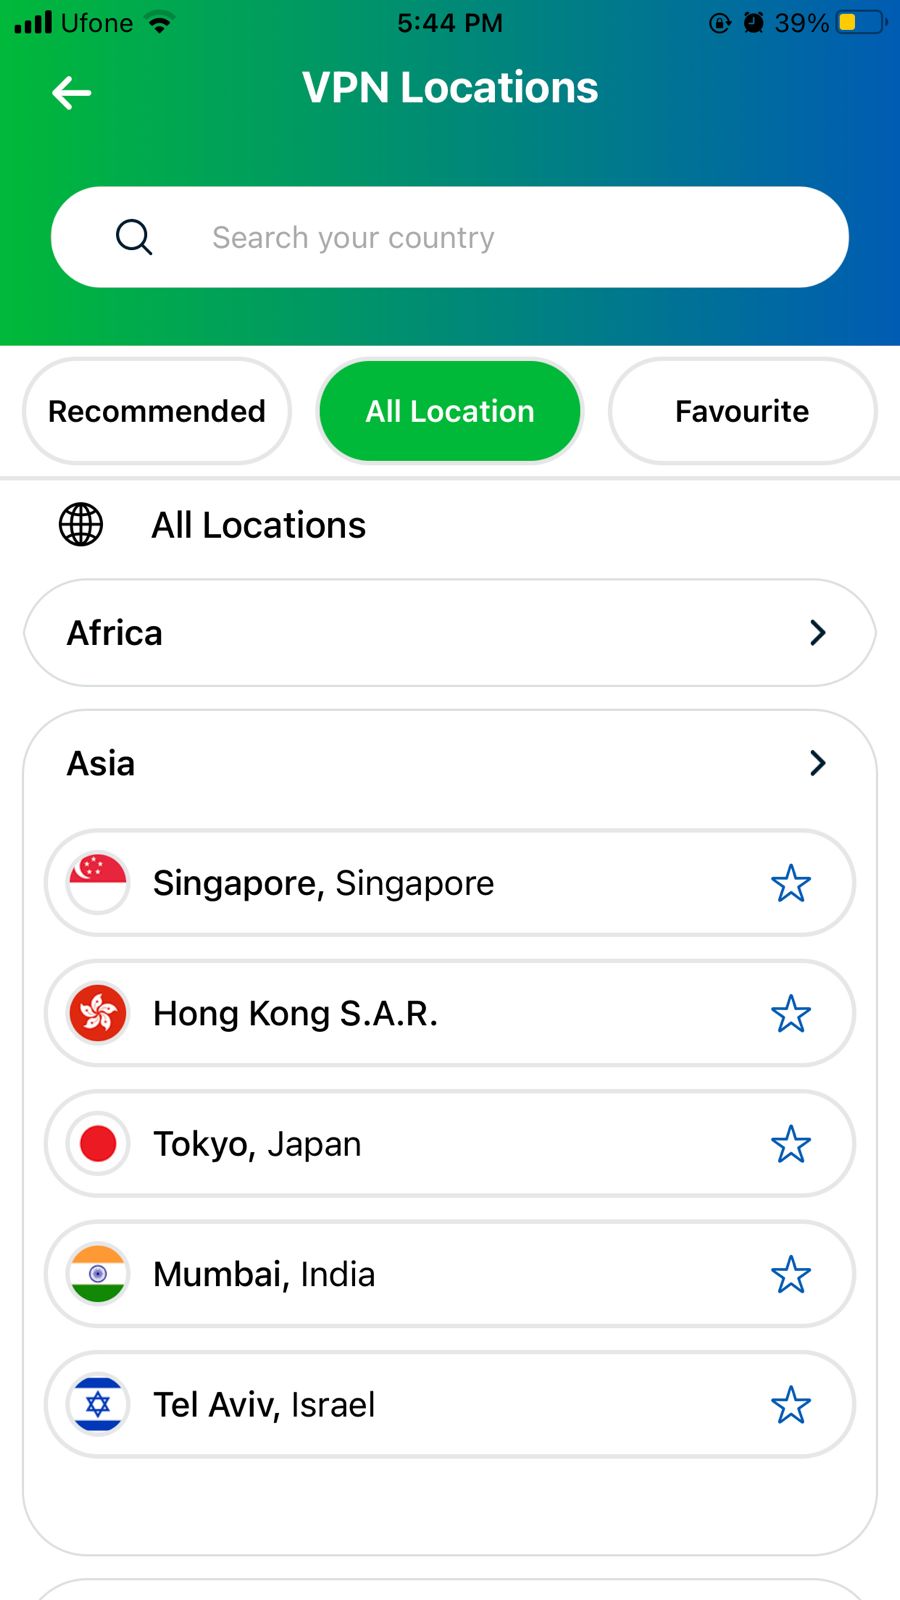 Ufone 5:44 PM 39%
VPN Locations
Search your country
Recommended All Location Favourite
All Locations
Africa
Asia
Singapore, Singapore
Hong Kong S.A.R.
Tokyo, Japan
Mumbai, India
Tel Aviv, Israel